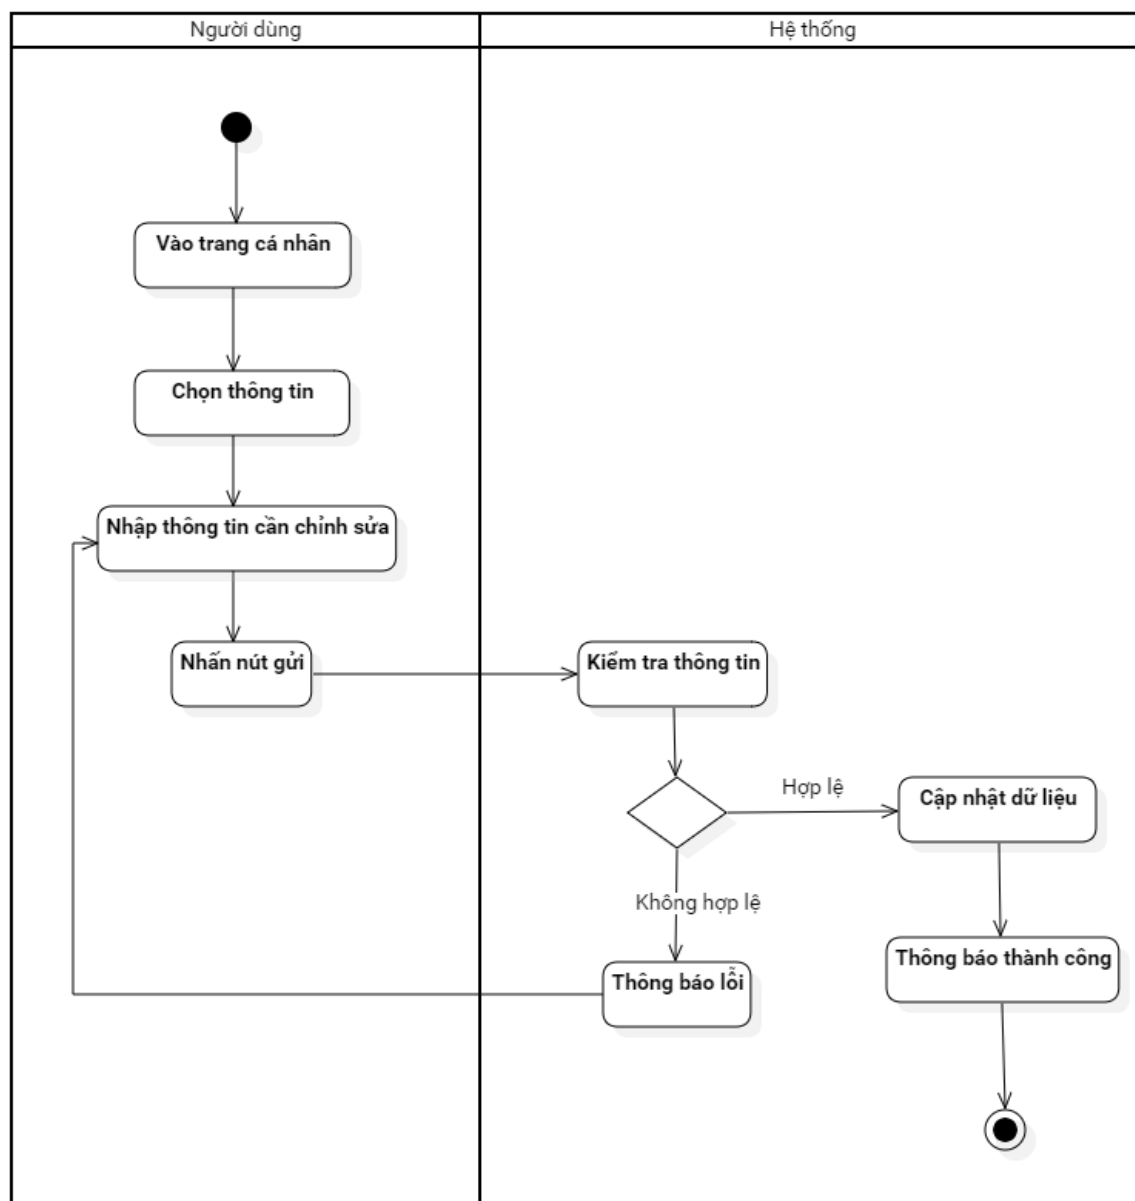 Người dùng
Hệ thống
Vào trang cá nhân
Chọn thông tin
Nhập thông tin cần chỉnh sửa
Nhấn nút gửi
Kiểm tra thông tin
Hợp lệ
Cập nhật dữ liệu
Không hợp lệ
Thông báo lỗi
Thông báo thành công